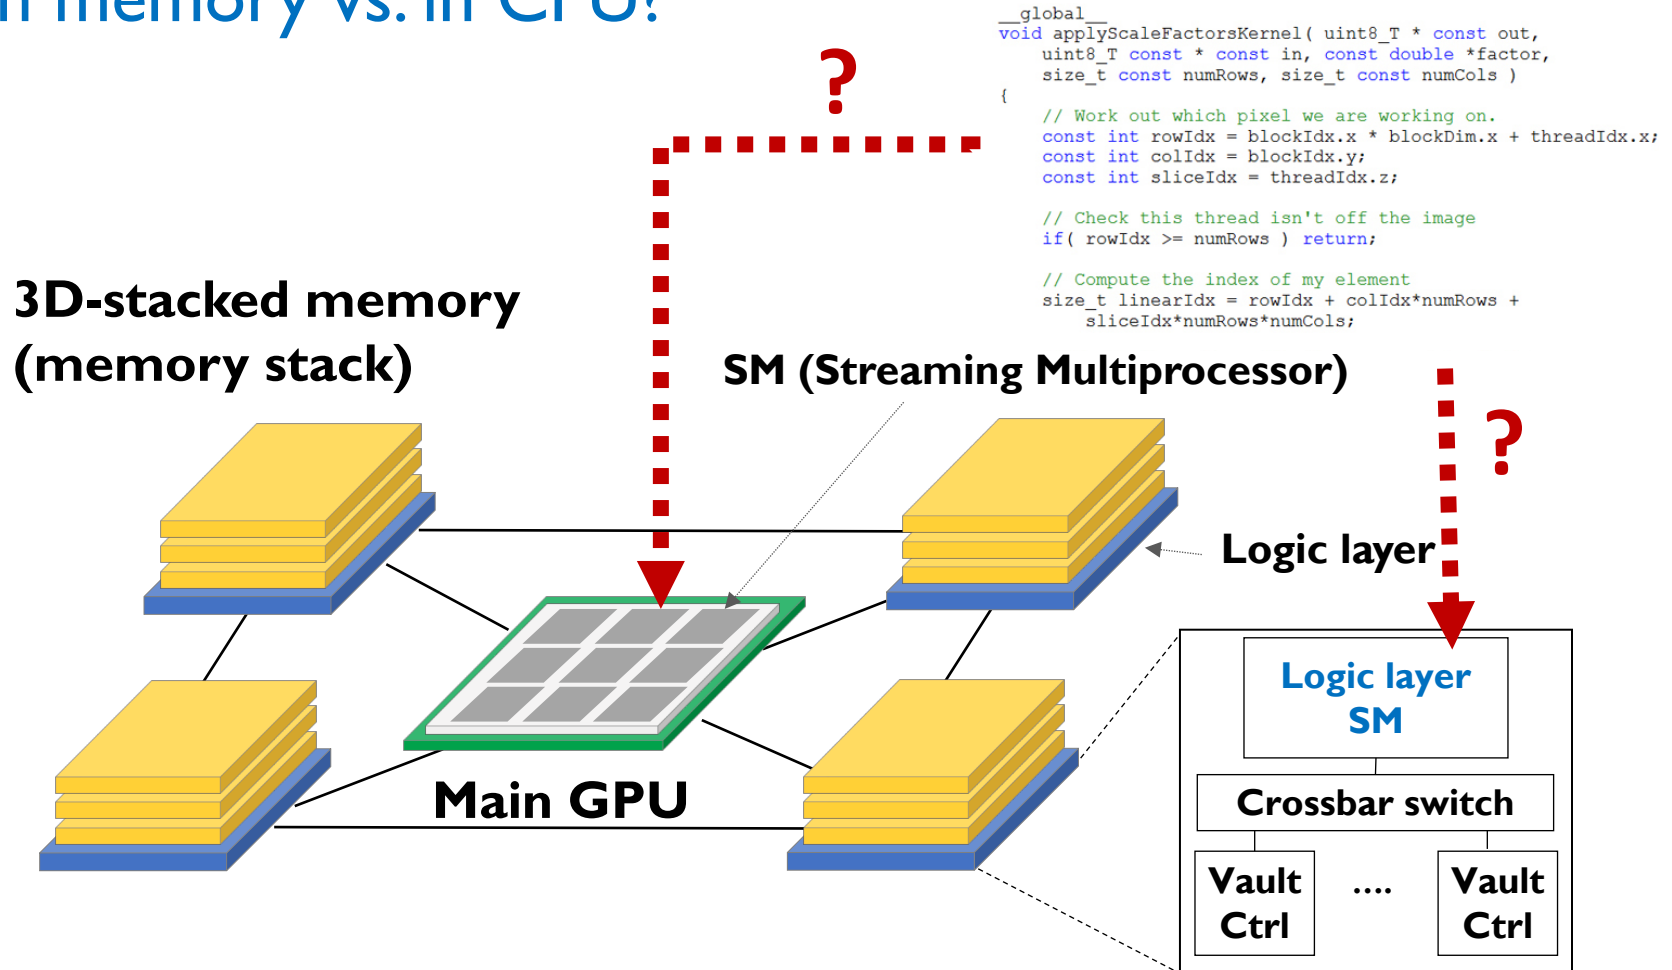 memory vs. in CPU?
__global__
void applyScaleFactorsKernel( uint8_T * const out,
    uint8_T const * const in, const double *factor,
    size_t const numRows, size_t const numCols )
{
    // Work out which pixel we are working on.
    const int rowIdx = blockIdx.x * blockDim.x + threadIdx.x;
    const int colIdx = blockIdx.y;
    const int sliceIdx = threadIdx.z;
    // Check this thread isn't off the image
    if( rowIdx >= numRows ) return;
    // Compute the index of my element
    size_t linearIdx = rowIdx + colIdx*numRows +
        sliceIdx*numRows*numCols;
?
3D-stacked memory
(memory stack)
SM (Streaming Multiprocessor)
?
Logic layer
Main GPU
Logic layer
SM
Crossbar switch
Vault
Ctrl
....
Vault
Ctrl